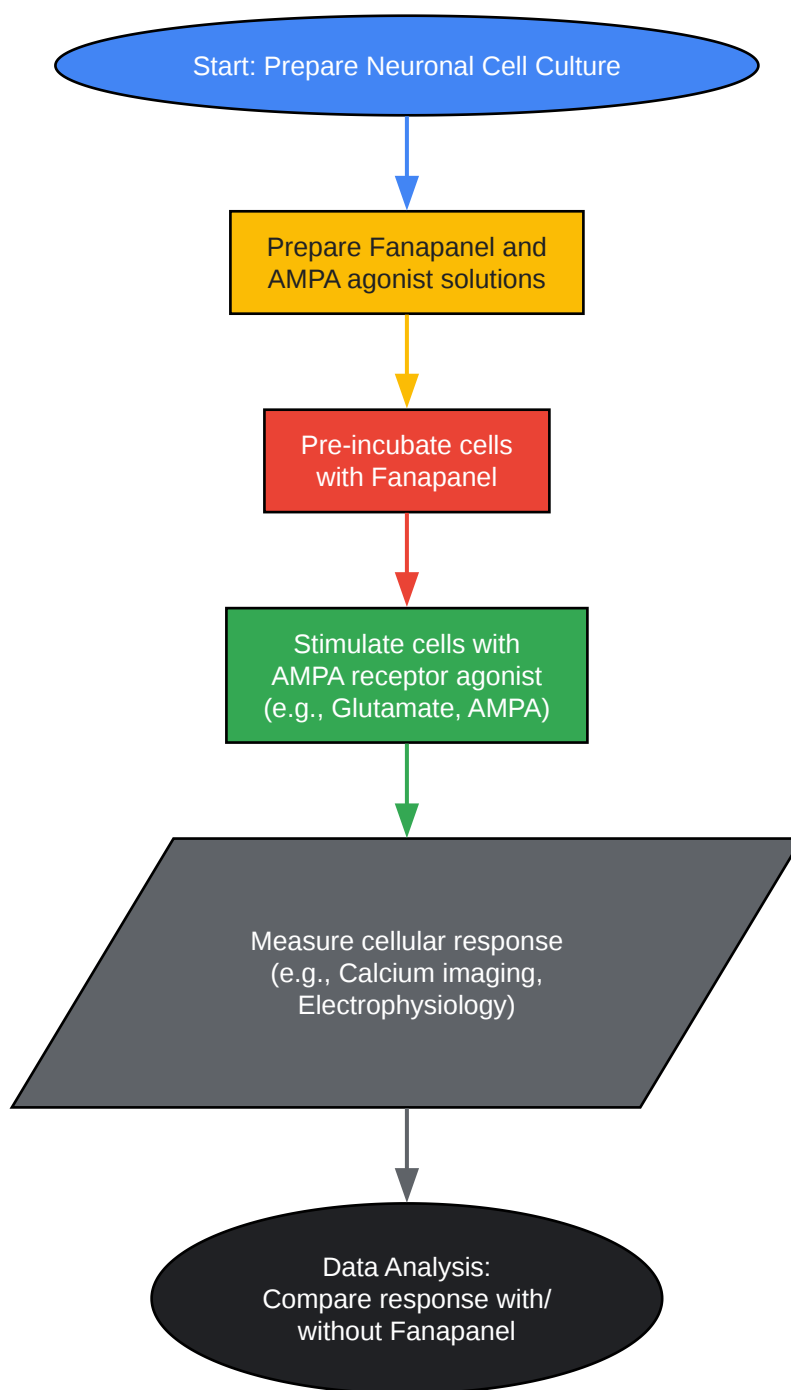 Start: Prepare Neuronal Cell Culture
Prepare Fanapanel and
AMPA agonist solutions
Pre-incubate cells
with Fanapanel
Stimulate cells with
AMPA receptor agonist
(e.g., Glutamate, AMPA)
Measure cellular response
(e.g., Calcium imaging,
Electrophysiology)
Data Analysis:
Compare response with/
without Fanapanel